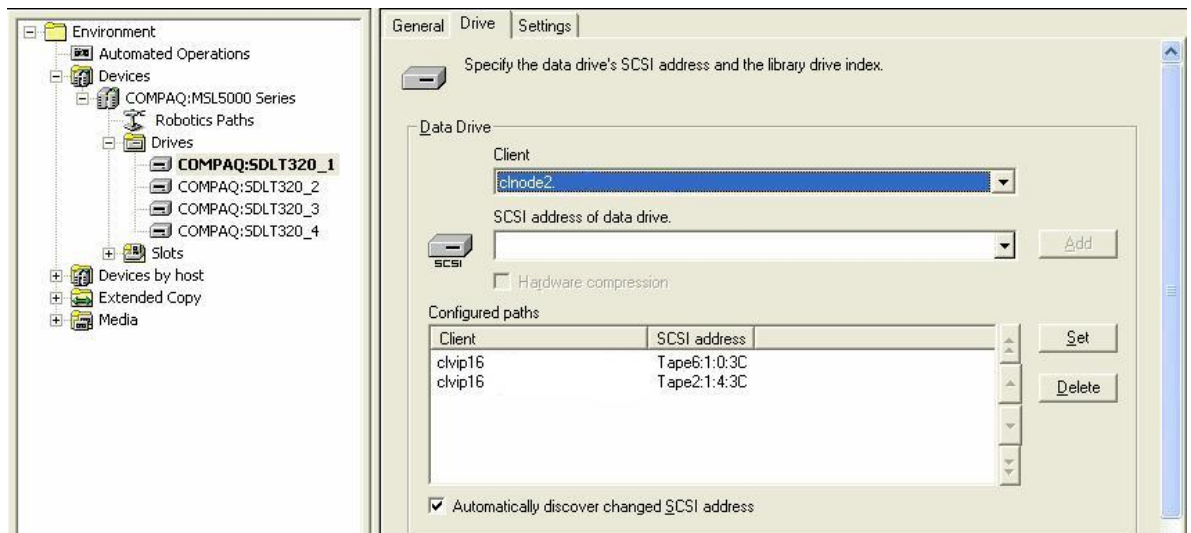 Environment
Automated Operations
Devices
COMPAQ:MSL5000 Series
Robotics Paths
Drives
COMPAQ:SDLT320_1
COMPAQ:SDLT320_2
COMPAQ:SDLT320_3
COMPAQ:SDLT320_4
Slots
Devices by host
Extended Copy
Media
General Drive Settings
Specify the data drive's SCSI address and the library drive index.
Data Drive
Client
clnode2.
SCSI address of data drive.
SCSI
Add
Hardware compression
Configured paths
Client SCSI address
clvip16 Tape6:1:0:3C
clvip16 Tape2:1:4:3C
Set
Delete
Automatically discover changed SCSI address